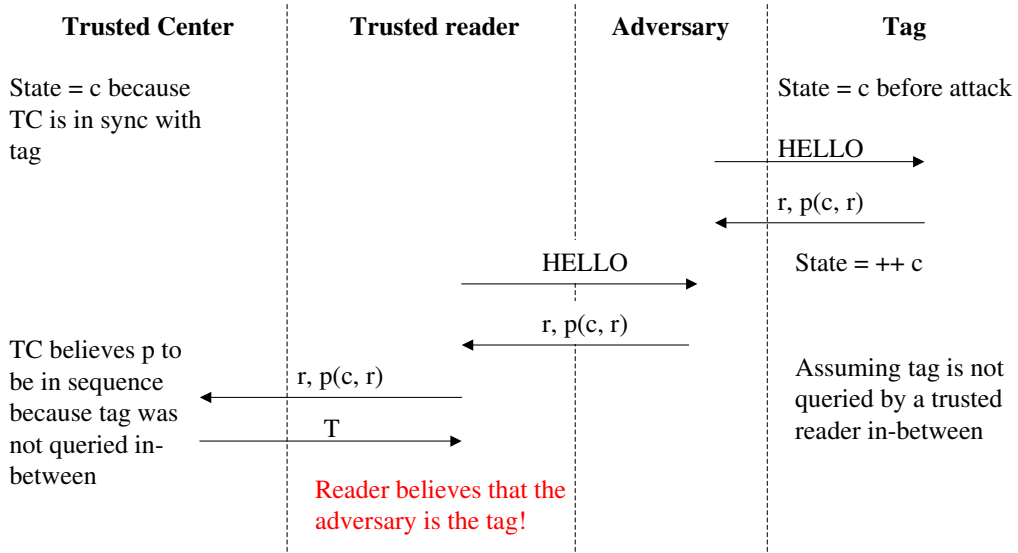 Trusted Center
Trusted reader
Adversary
Tag
State = c because
TC is in sync with
tag
State = c before attack
HELLO
r, p(c, r)
State = ++ c
HELLO
r, p(c, r)
TC believes p to
be in sequence
because tag was
not queried in-
between
r, p(c, r)
T
Assuming tag is not
queried by a trusted
reader in-between
Reader believes that the
adversary is the tag!